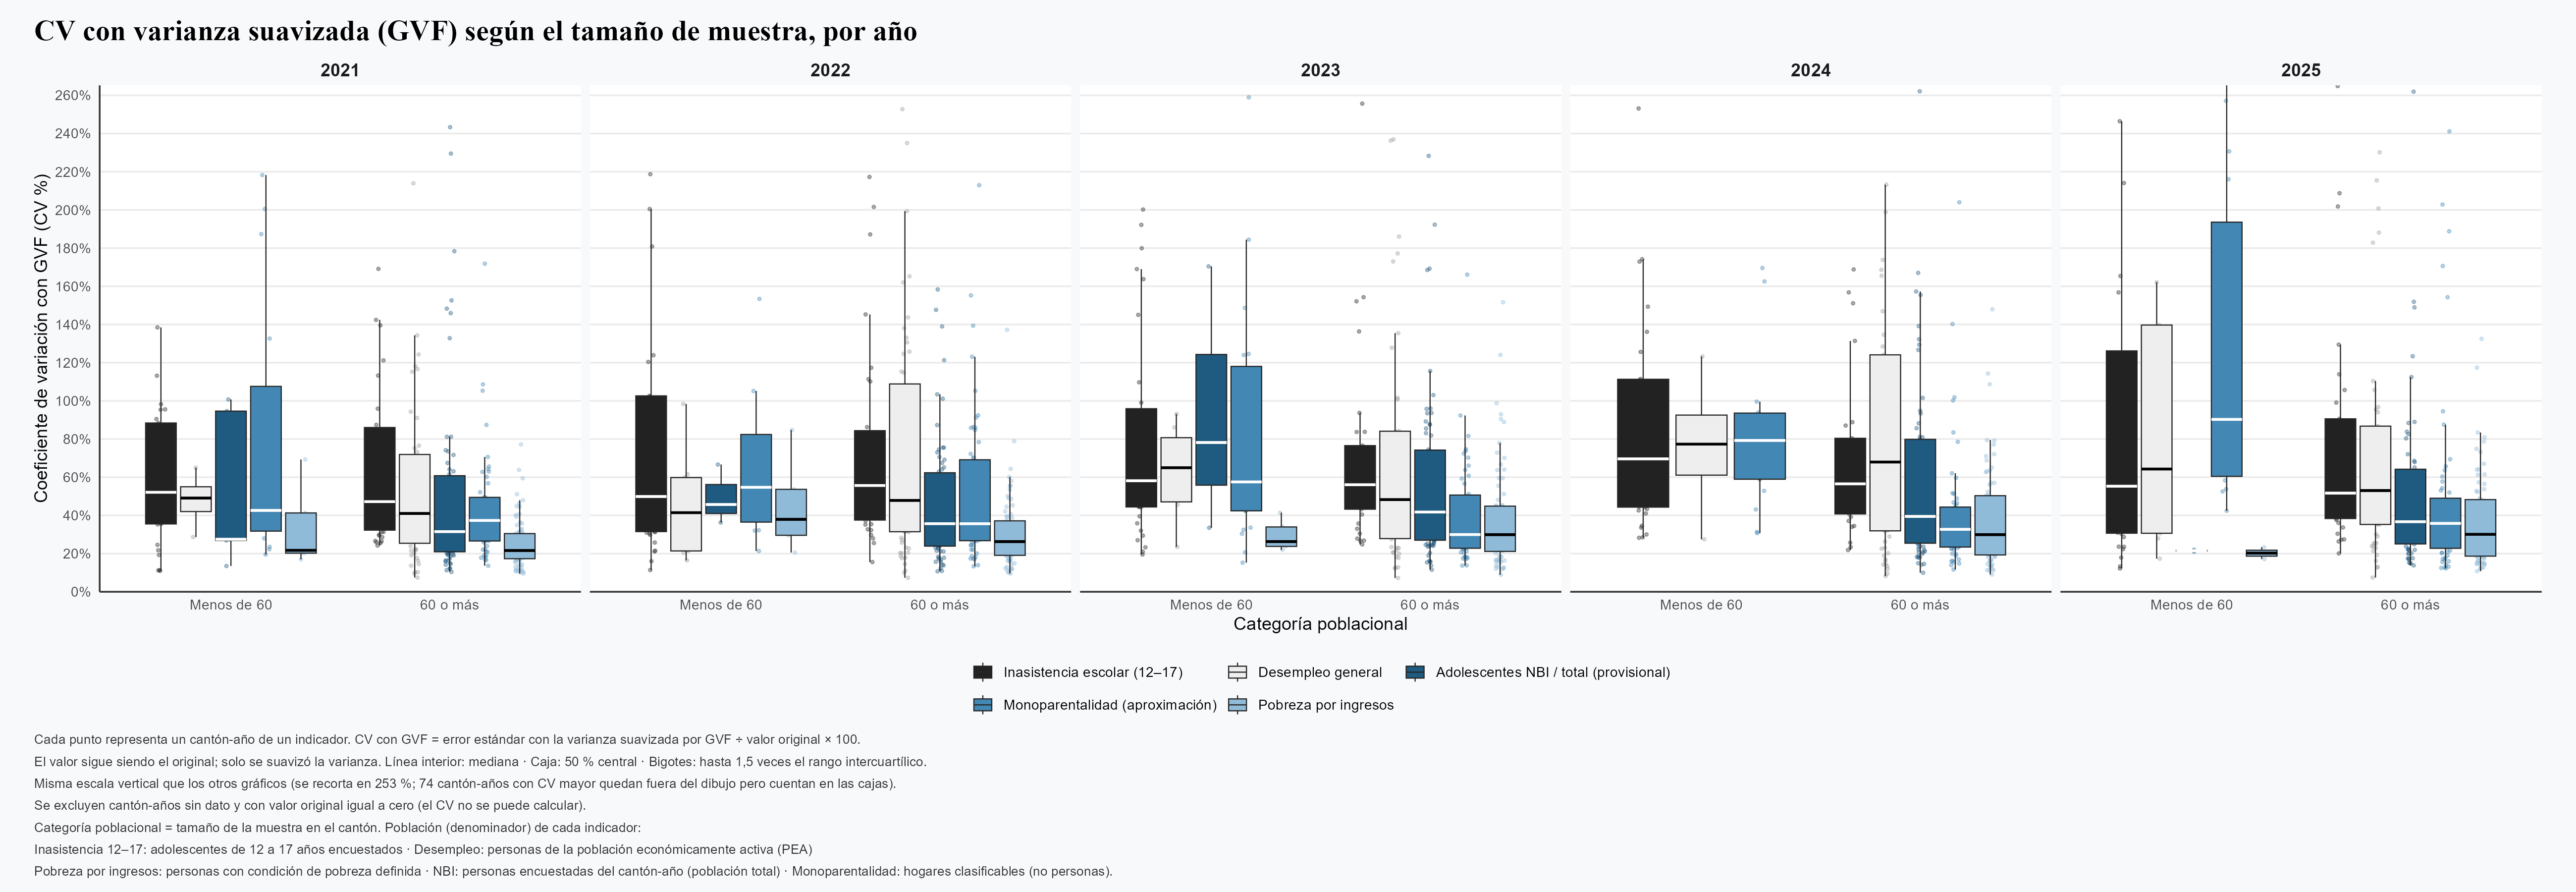 CV con varianza suavizada (GVF) según el tamaño de muestra, por año
2021 2022 2023 2024 2025
Coeficiente de variación con GVF (CV %)
260%
240%
220%
200%
180%
160%
140%
120%
100%
80%
60%
40%
20%
0%
Menos de 60 60 o más Menos de 60 60 o más Menos de 60 60 o más Menos de 60 60 o más Menos de 60 60 o más
Categoría poblacional
Inasistencia escolar (12–17) Desempleo general Adolescentes NBI / total (provisional)
Monoparentalidad (aproximación) Pobreza por ingresos
Cada punto representa un cantón-año de un indicador. CV con GVF = error estándar con la varianza suavizada por GVF ÷ valor original × 100.
El valor sigue siendo el original; solo se suavizó la varianza. Línea interior: mediana · Caja: 50 % central · Bigotes: hasta 1,5 veces el rango intercuartílico.
Misma escala vertical que los otros gráficos (se recorta en 253 %; 74 cantón-años con CV mayor quedan fuera del dibujo pero cuentan en las cajas).
Se excluyen cantón-años sin dato y con valor original igual a cero (el CV no se puede calcular).
Categoría poblacional = tamaño de la muestra en el cantón. Población (denominador) de cada indicador:
Inasistencia 12–17: adolescentes de 12 a 17 años encuestados · Desempleo: personas de la población económicamente activa (PEA)
Pobreza por ingresos: personas con condición de pobreza definida · NBI: personas encuestadas del cantón-año (población total) · Monoparentalidad: hogares clasificables (no personas).